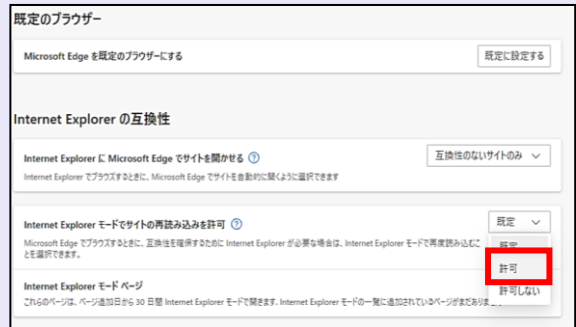 既定のブラウザー
Microsoft Edge を既定のブラウザーにする
既定に設定する
Internet Explorer の互換性
Internet Explorer に Microsoft Edge でサイトを開かせる ?
互換性のないサイトのみ
Internet Explorer でブラウズするときに、Microsoft Edge でサイトを自動的に開くように選択できます
Internet Explorer モードでサイトの再読み込みを許可 ?
既定
Microsoft Edge でブラウズするときに、互換性を確保するために Internet Explorer が必要な場合は、Internet Explorer モードで再度読み込むこ
とを選択できます。
既定
許可
許可しない
Internet Explorer モード ページ
これらのページは、ページ追加日から 30 日間 Internet Explorer モードで開きます. Internet Explorer モードの一覧に追加されているページがまだありま